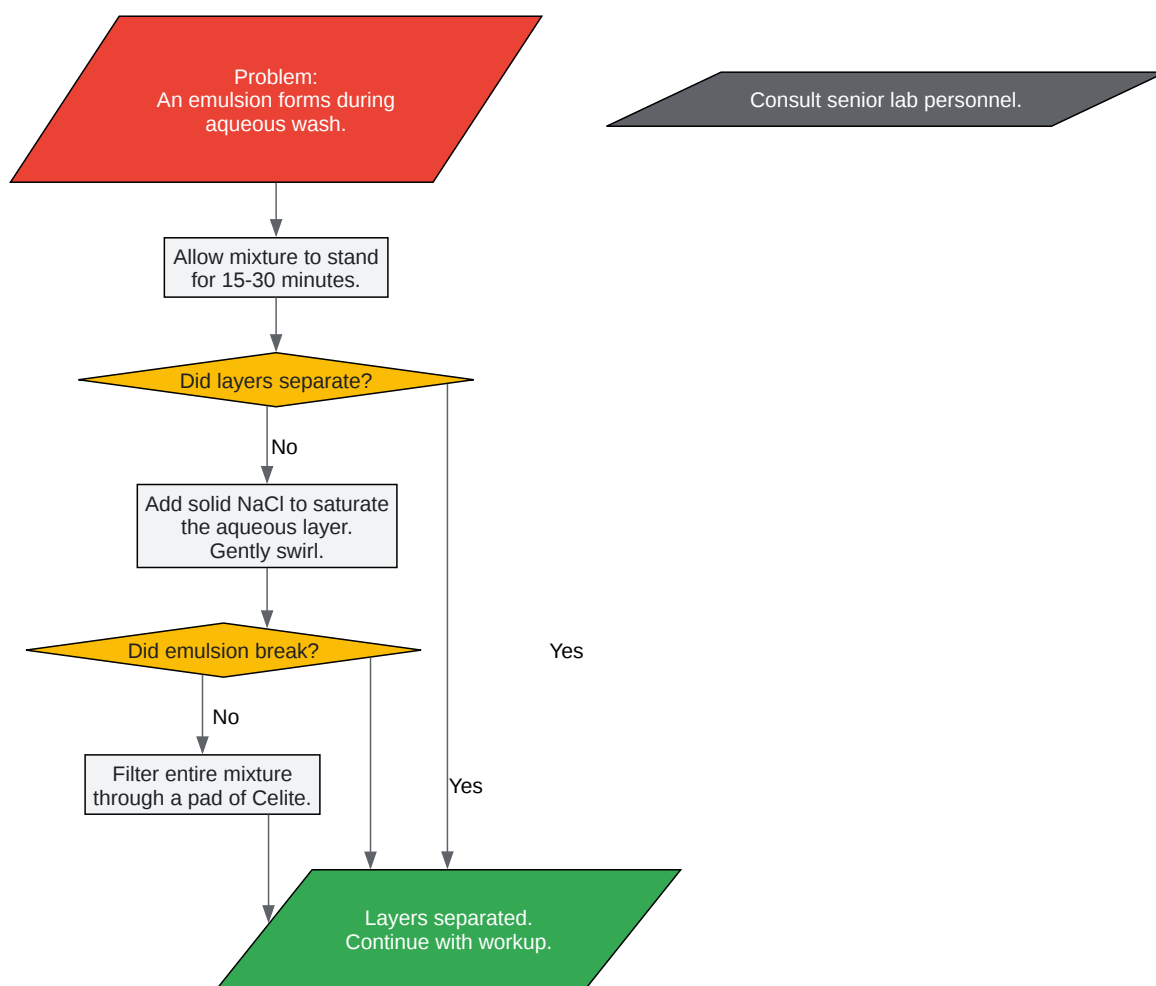 Problem:
An emulsion forms during
aqueous wash.
Consult senior lab personnel.
Allow mixture to stand
for 15-30 minutes.
Did layers separate?
No
Add solid NaCl to saturate
the aqueous layer.
Gently swirl.
Did emulsion break?
Yes
No
Filter entire mixture
through a pad of Celite.
Yes
Layers separated.
Continue with workup.